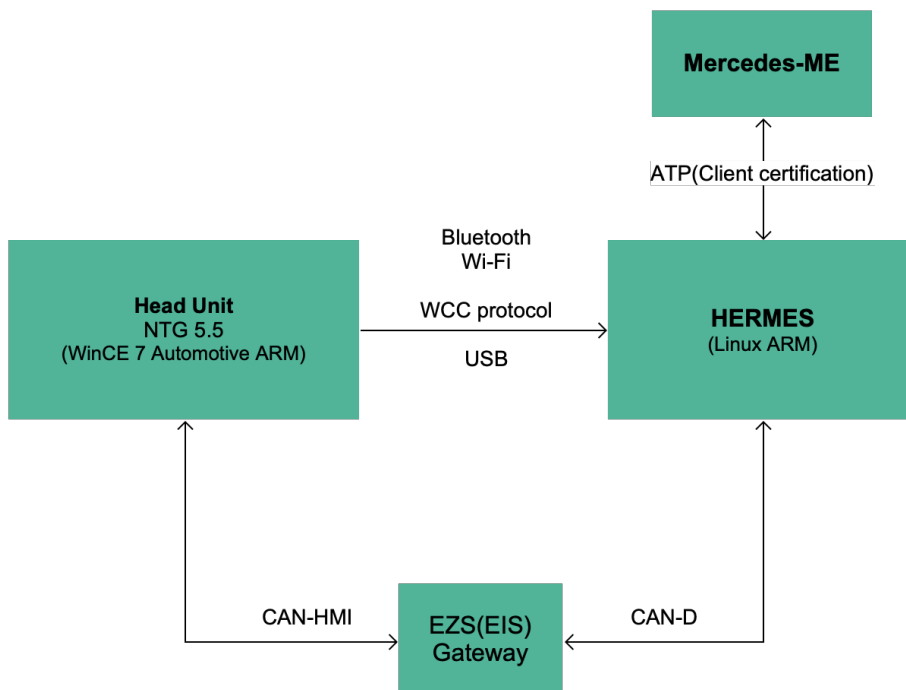 Mercedes-ME
ATP(Client certification)
Bluetooth
Wi-Fi
Head Unit
NTG 5.5
(WinCE 7 Automotive ARM)
WCC protocol
USB
HERMES
(Linux ARM)
CAN-HMI
EZS(EIS)
Gateway
CAN-D